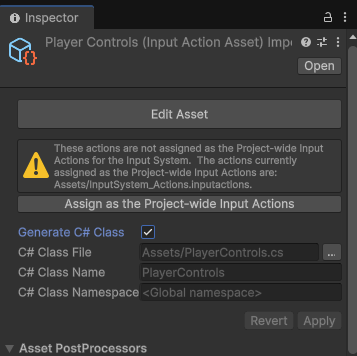 Inspector
Player Controls (Input Action Asset) Impo
Open
Edit Asset
These actions are not assigned as the Project-wide Input
Actions for the Input System. The actions currently
assigned as the Project-wide Input Actions are:
Assets/InputSystem_Actions.inputactions.
Assign as the Project-wide Input Actions
Generate C# Class
C# Class File Assets/PlayerControls.cs ...
C# Class Name PlayerControls
C# Class Namespace <Global namespace>
Revert Apply
Asset PostProcessors